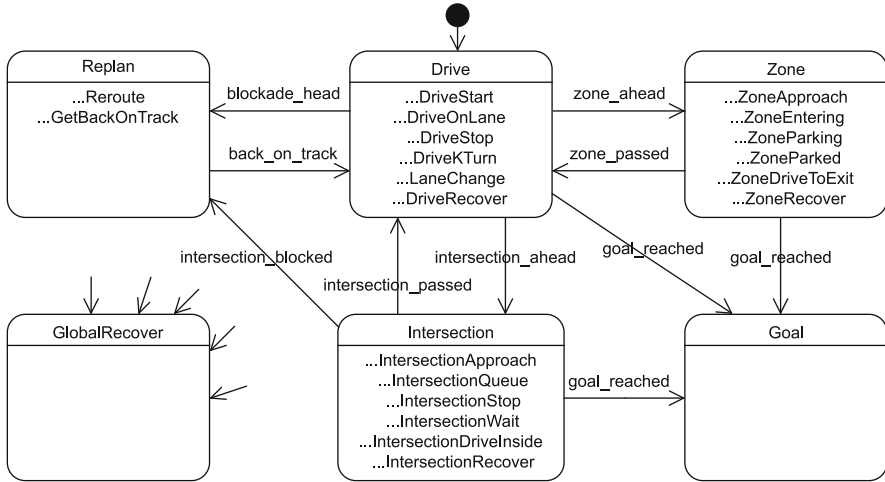 Replan
...Reroute
...GetBackOnTrack
blockade_head
back_on_track
Drive
...DriveStart
...DriveOnLane
...DriveStop
...DriveKTurn
...LaneChange
...DriveRecover
zone_ahead
zone_passed
Zone
...ZoneApproach
...ZoneEntering
...ZoneParking
...ZoneParked
...ZoneDriveToExit
...ZoneRecover
intersection_blocked
intersection_passed
intersection_ahead
goal_reached
goal_reached
GlobalRecover
Intersection
...IntersectionApproach
...IntersectionQueue
...IntersectionStop
...IntersectionWait
...IntersectionDriveInside
...IntersectionRecover
goal_reached
Goal